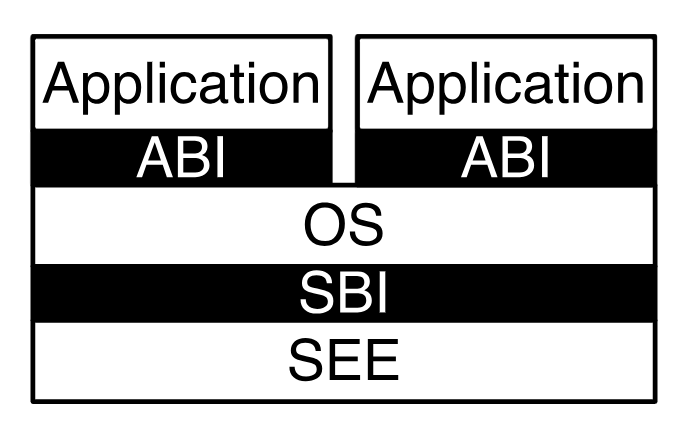 Application Application
ABI ABI
OS
SBI
SEE